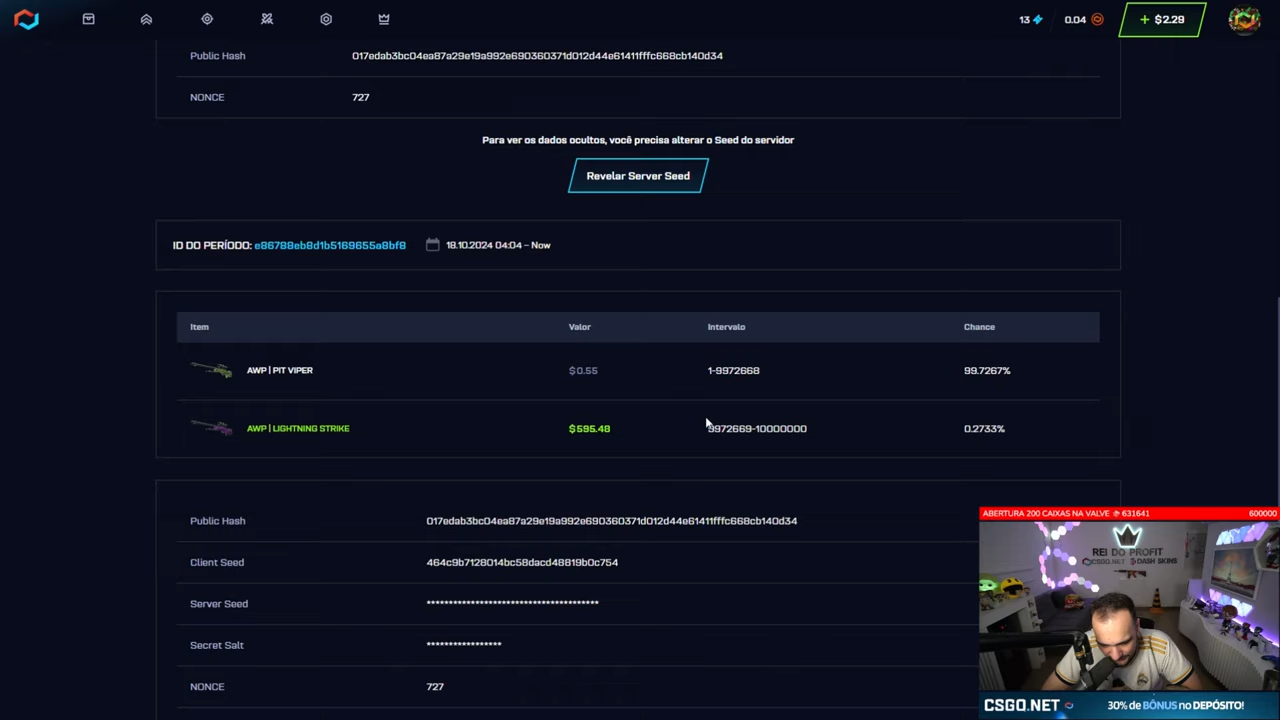 13 0.04 + $2.29
Public Hash 017edab3bc04ea87a29e19a992e690360371d012d44e61411fffc668cb140d34
NONCE 727
Para ver os dados ocultos, você precisa alterar o Seed do servidor
Revelar Server Seed
ID DO PERÍODO: e86788eb8d1b5169655a8bf8 18.10.2024 04:04 – Now
Item Valor Intervalo Chance
AWP | PIT VIPER $0.55 1-9972668 99.7267%
AWP | LIGHTNING STRIKE $595.48 9972669-10000000 0.2733%
Public Hash 017edab3bc04ea87a29e19a992e690360371d012d44e61411fffc668cb140d34
Client Seed 464c9b7128014bc58dacd48819b0c754
Server Seed ***************************************
Secret Salt *****************
NONCE 727
ABERTURA 200 CAIXAS NA VALVE 631641 600000
REI DO PROFIT
CSGO.NET DASH SKINS
CSGO.NET 30% de BÔNUS no DEPÓSITO!